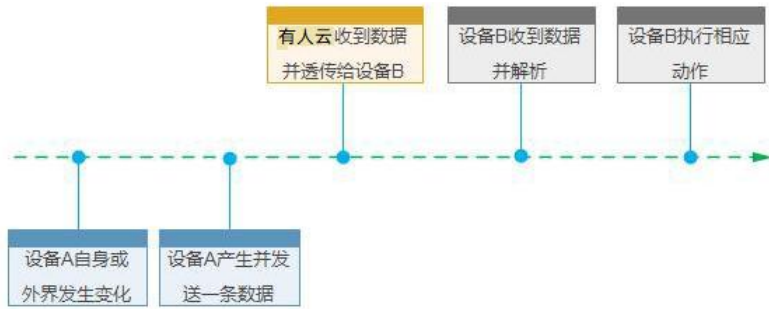 有人云收到数据
并透传给设备B
设备B收到数据
并解析
设备B执行相应
动作
设备A自身或
外界发生变化
设备A产生并发
送一条数据